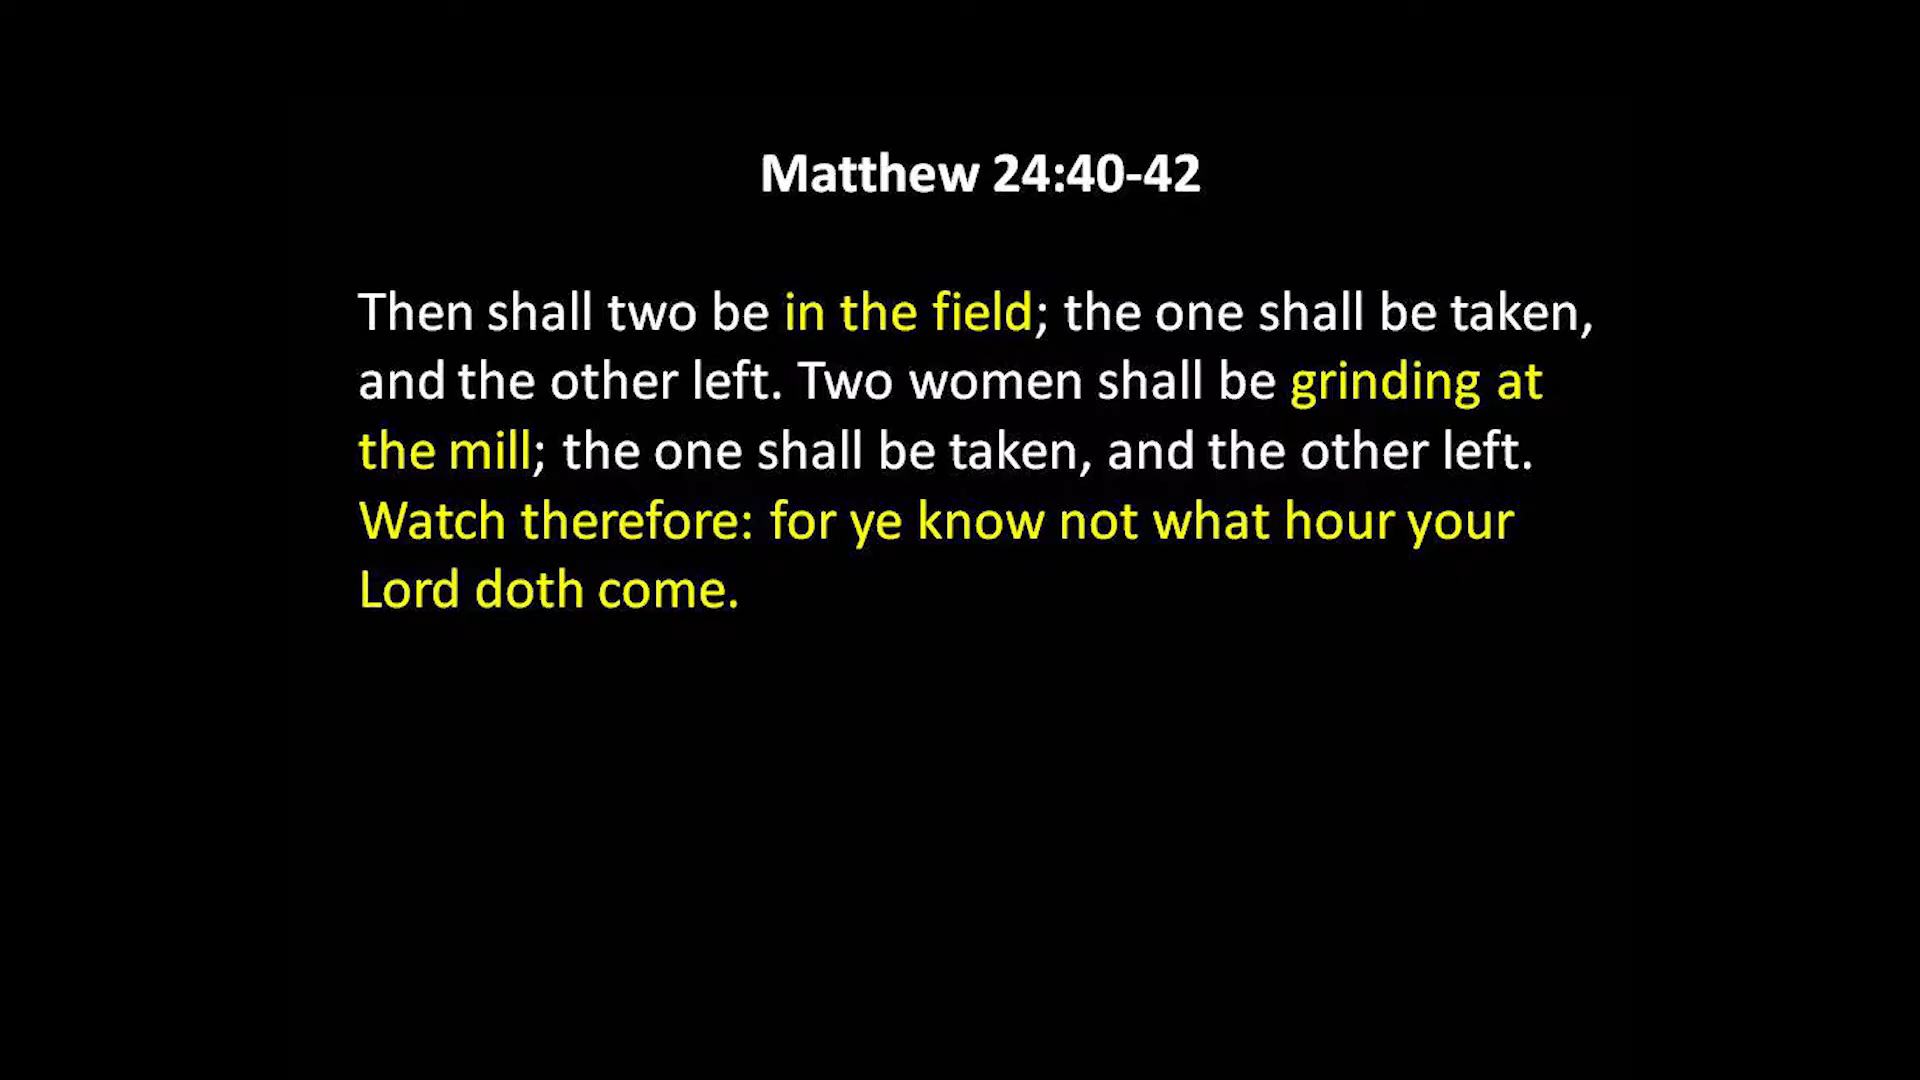 Matthew 24:40-42
Then shall two be in the field; the one shall be taken,
and the other left. Two women shall be grinding at
the mill; the one shall be taken, and the other left.
Watch therefore: for ye know not what hour your
Lord doth come.